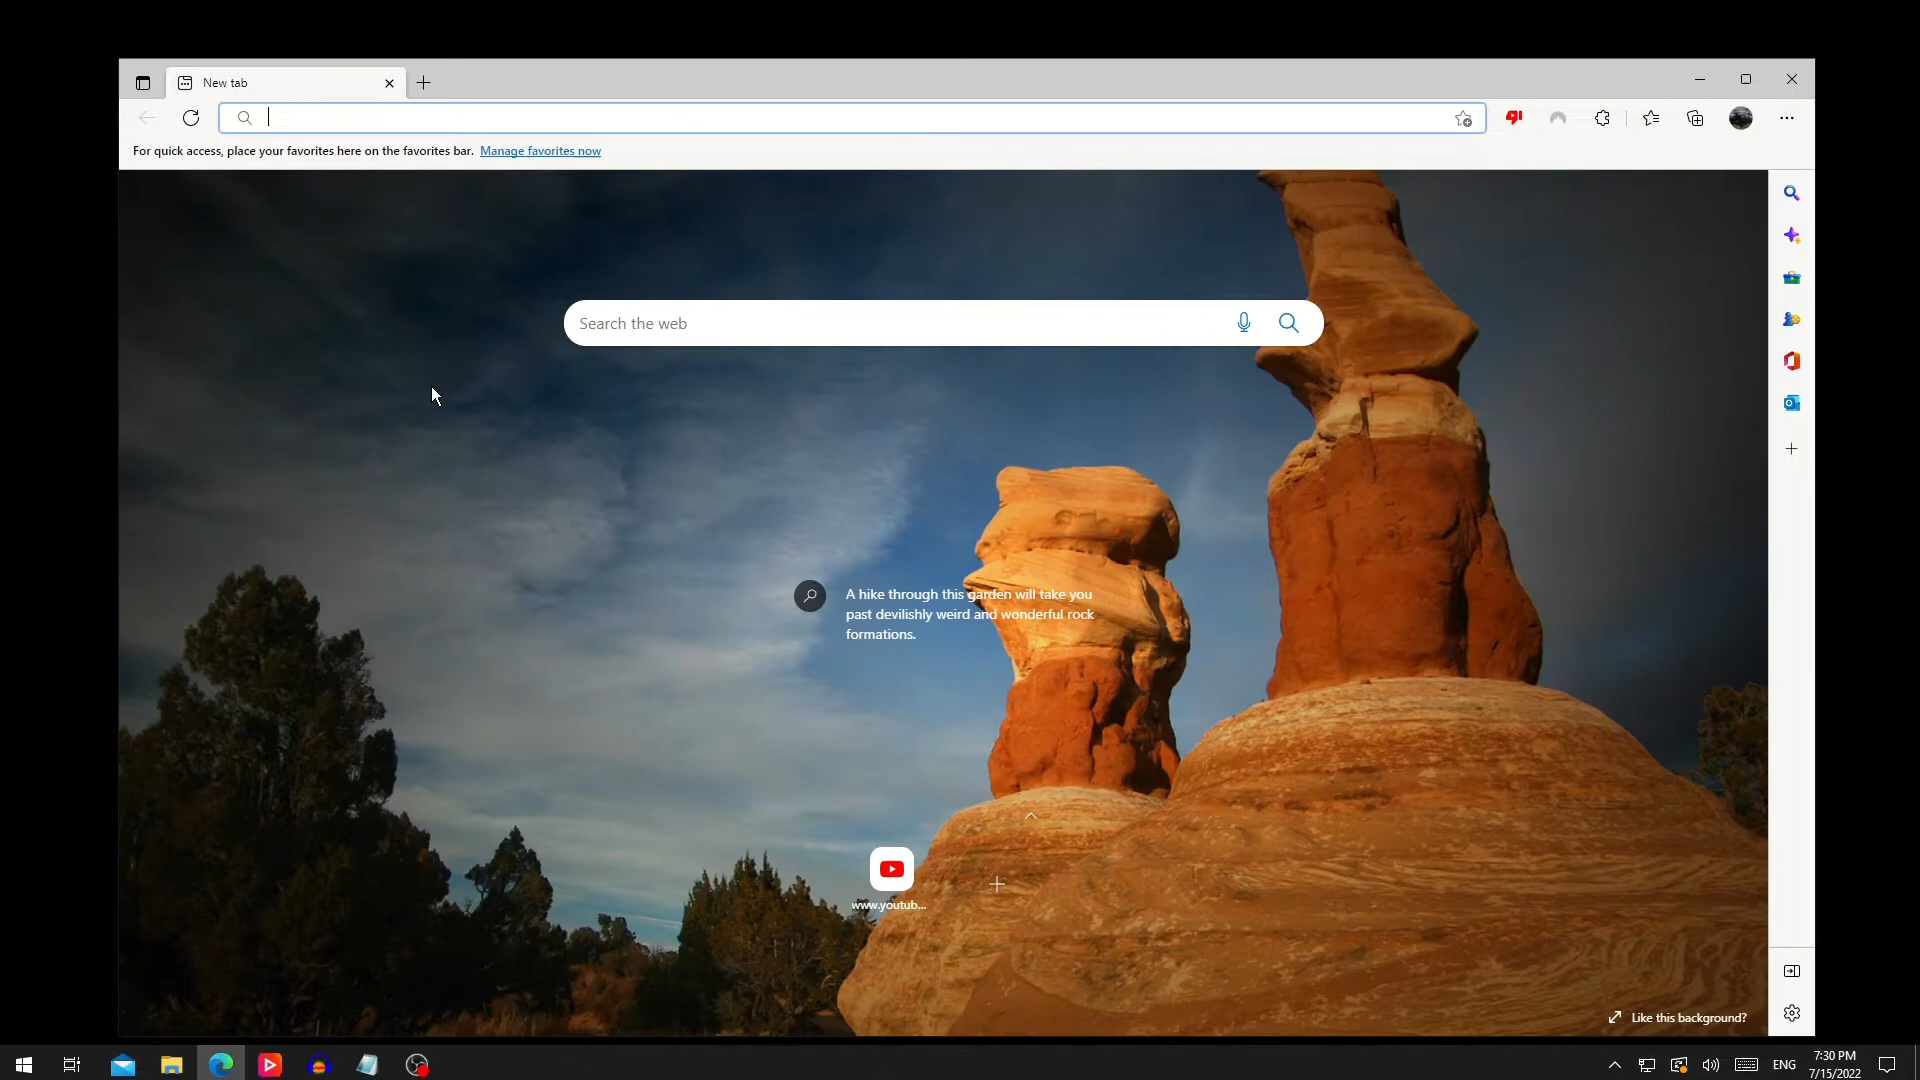 New tab
For quick access, place your favorites here on the favorites bar. Manage favorites now
Search the web
A hike through this garden will take you
past devilishly weird and wonderful rock
formations.
www.youtub...
Like this background?
ENG
7:30 PM
7/15/2022